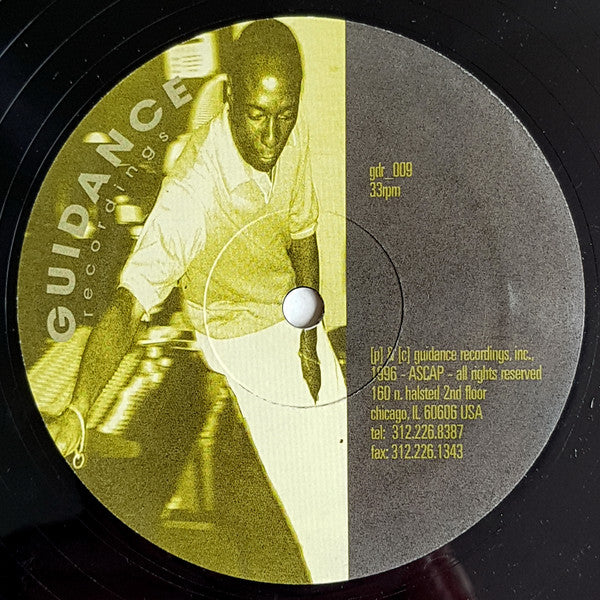 GUIDANCE
recordings
gdr_009
33rpm
[p] & [c] guidance recordings, inc.,
1996 - ASCAP - all rights reserved
160 n. halsted 2nd floor
chicago, IL 60606 USA
tel: 312.226.8387
fax: 312.226.1343